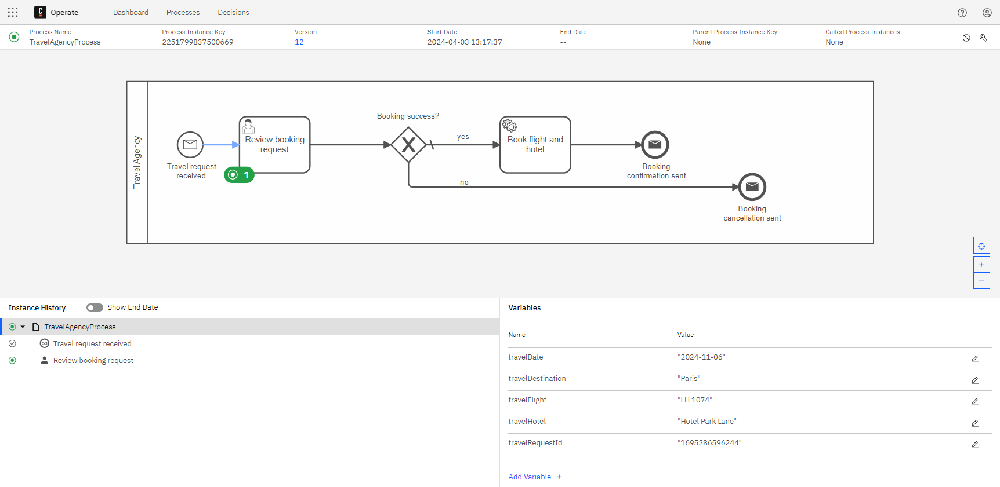 C Operate Dashboard Processes Decisions
Process Name Process Instance Key Version Start Date End Date Parent Process Instance Key Called Process Instances
TravelAgencyProcess 2251799837500669 12 2024-04-03 13:17:37 -- None None
Travel Agency
Travel request
received
Review booking
request
1
Booking success?
X
yes
no
Book flight and
hotel
Booking
confirmation sent
Booking
cancellation sent
Instance History Show End Date
TravelAgencyProcess
Travel request received
Review booking request
Variables
Name Value
travelDate "2024-11-06"
travelDestination "Paris"
travelFlight "LH 1074"
travelHotel "Hotel Park Lane"
travelRequestId "1695286596244"
Add Variable +